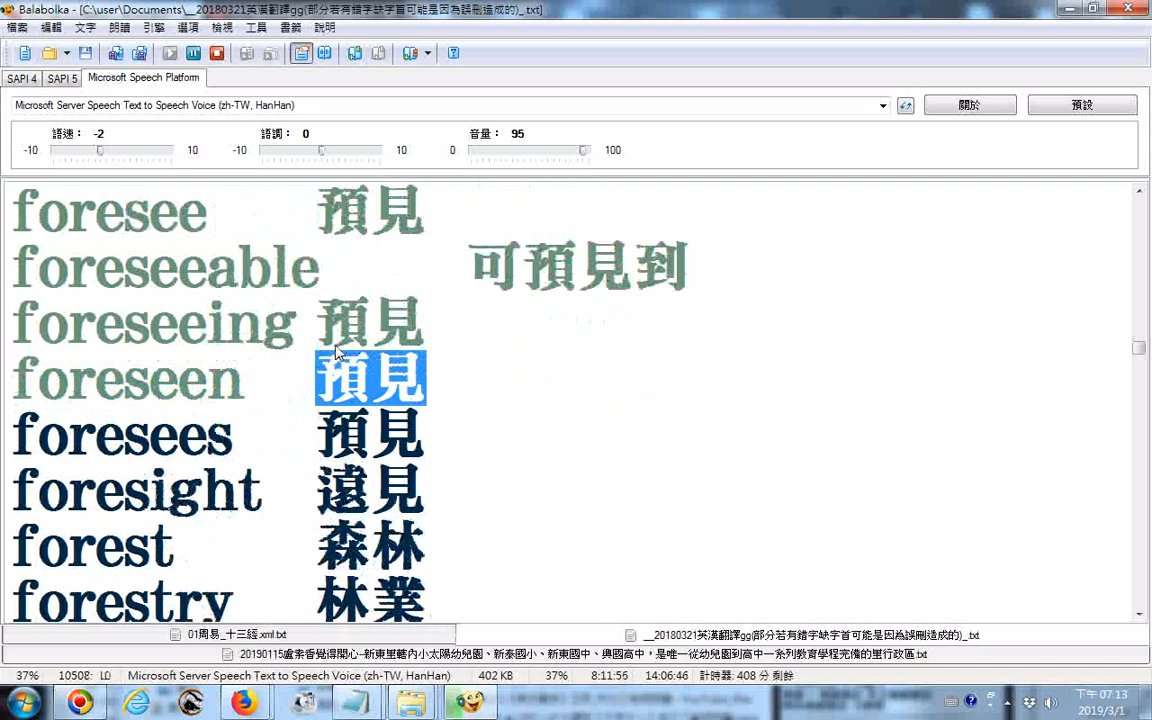 Balabolka - [C:\user\Documents\__20180321英漢翻譯gg(部分若有錯字缺字首可能是因為誤刪造成的)_.txt]
檔案 編輯 文字 朗讀 引擎 選項 檢視 工具 書籤 說明
SAPI 4 SAPI 5 Microsoft Speech Platform
Microsoft Server Speech Text to Speech Voice (zh-TW, HanHan) 關於 預設
語速： -2 語調： 0 音量： 95
-10 10 -10 10 0 100
foresee 預見
foreseeable 可預見到
foreseeing 預見
foreseen 預見
foresees 預見
foresight 遠見
forest 森林
forestry 林業
01周易_十三經.xml.txt __20180321英漢翻譯gg(部分若有錯字缺字首可能是因為誤刪造成的)_.txt
20190115盧素香覺得開心~新東里轄內小太陽幼兒園、新泰國小、新東國中、興國高中，是唯一從幼兒園到高中一系列教育學程完備的里行政區.txt
37% 10508: 10 Microsoft Server Speech Text to Speech Voice (zh-TW, HanHan) 402 KB 37% 8:11:55 14:06:46 計時器: 408 分 剩餘
下午 07:13
2019/3/1